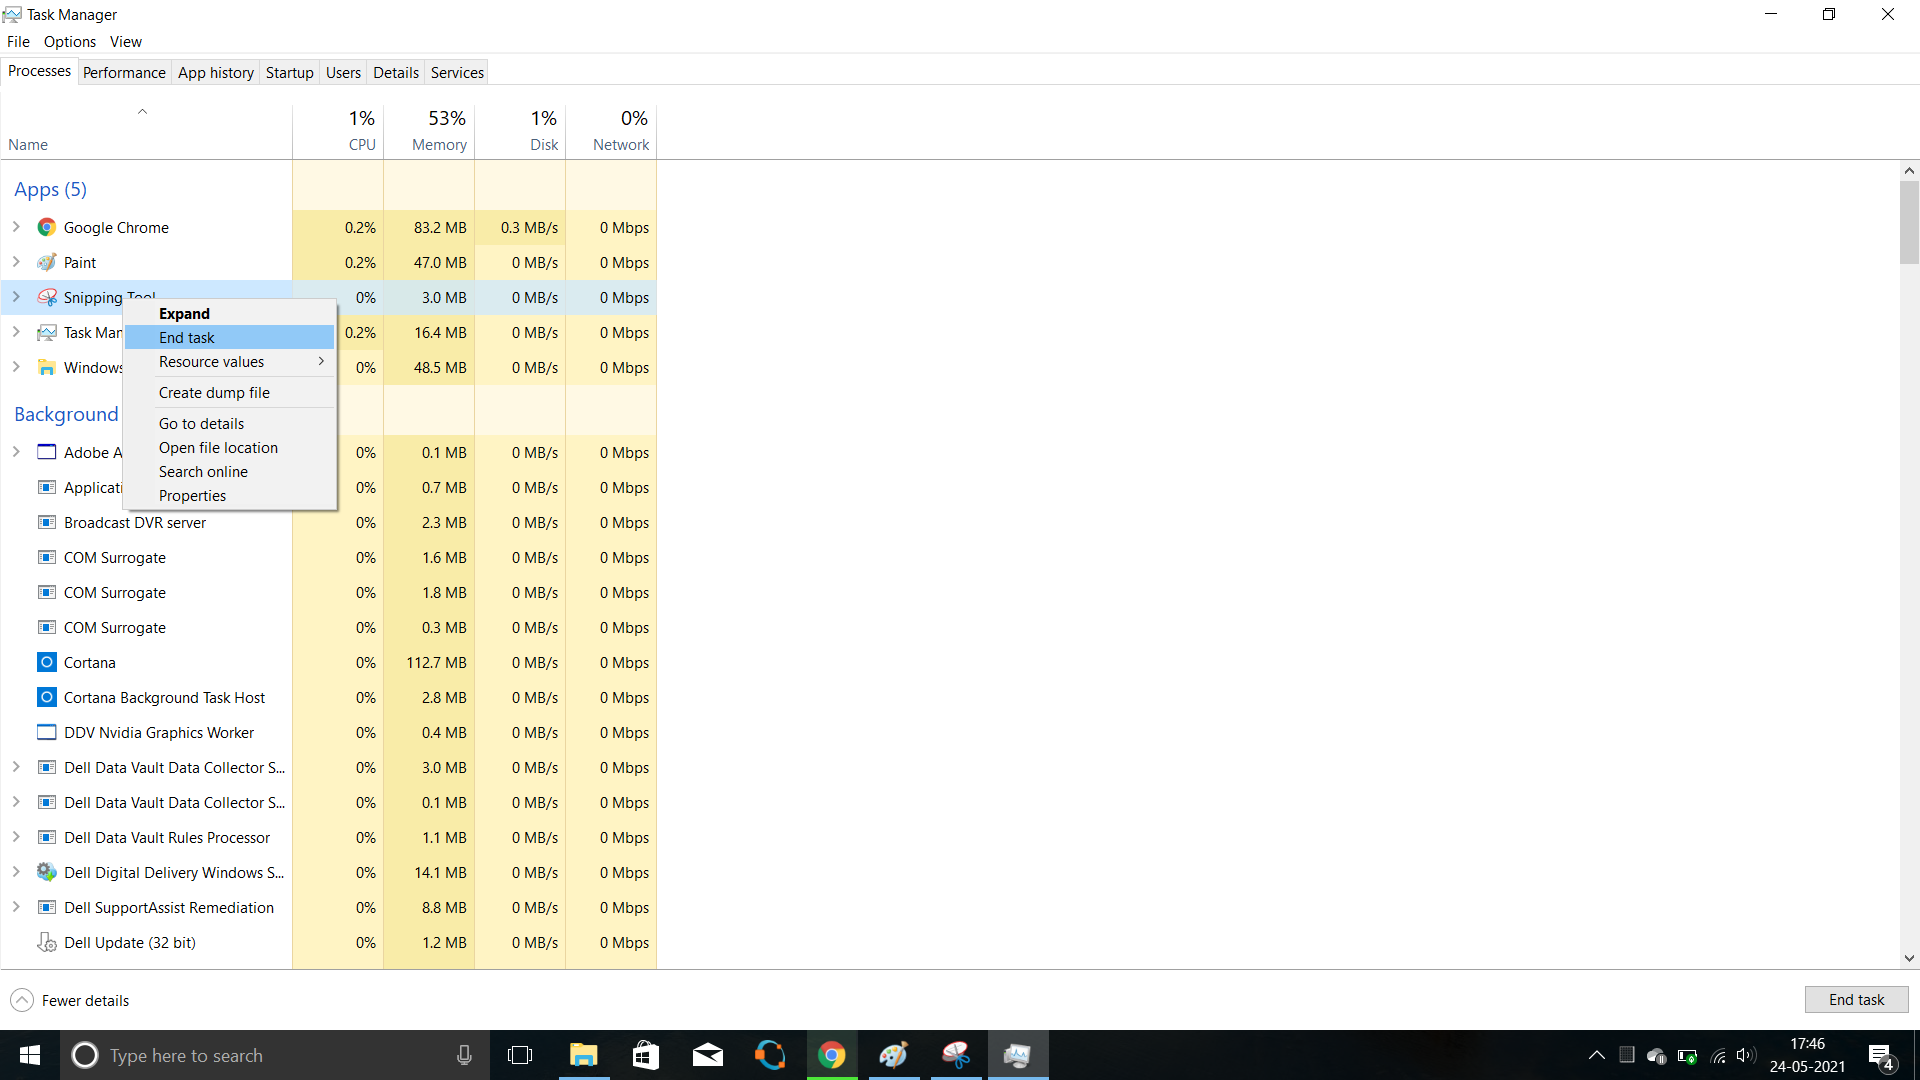 Task Manager
File Options View
Processes Performance App history Startup Users Details Services
1% 53% 1% 0%
Name CPU Memory Disk Network
Apps (5)
Google Chrome 0.2% 83.2 MB 0.3 MB/s 0 Mbps
Paint 0.2% 47.0 MB 0 MB/s 0 Mbps
Snipping Tool 0% 3.0 MB 0 MB/s 0 Mbps
Expand
Task Man 0.2% 16.4 MB 0 MB/s 0 Mbps
End task
Resource values
Windows 0% 48.5 MB 0 MB/s 0 Mbps
Create dump file
Background
Go to details
Open file location
Adobe A 0% 0.1 MB 0 MB/s 0 Mbps
Search online
Applicati 0% 0.7 MB 0 MB/s 0 Mbps
Properties
Broadcast DVR server 0% 2.3 MB 0 MB/s 0 Mbps
COM Surrogate 0% 1.6 MB 0 MB/s 0 Mbps
COM Surrogate 0% 1.8 MB 0 MB/s 0 Mbps
COM Surrogate 0% 0.3 MB 0 MB/s 0 Mbps
Cortana 0% 112.7 MB 0 MB/s 0 Mbps
Cortana Background Task Host 0% 2.8 MB 0 MB/s 0 Mbps
DDV Nvidia Graphics Worker 0% 0.4 MB 0 MB/s 0 Mbps
Dell Data Vault Data Collector S... 0% 3.0 MB 0 MB/s 0 Mbps
Dell Data Vault Data Collector S... 0% 0.1 MB 0 MB/s 0 Mbps
Dell Data Vault Rules Processor 0% 1.1 MB 0 MB/s 0 Mbps
Dell Digital Delivery Windows S... 0% 14.1 MB 0 MB/s 0 Mbps
Dell SupportAssist Remediation 0% 8.8 MB 0 MB/s 0 Mbps
Dell Update (32 bit) 0% 1.2 MB 0 MB/s 0 Mbps
Fewer details End task
Type here to search
17:46
24-05-2021
4